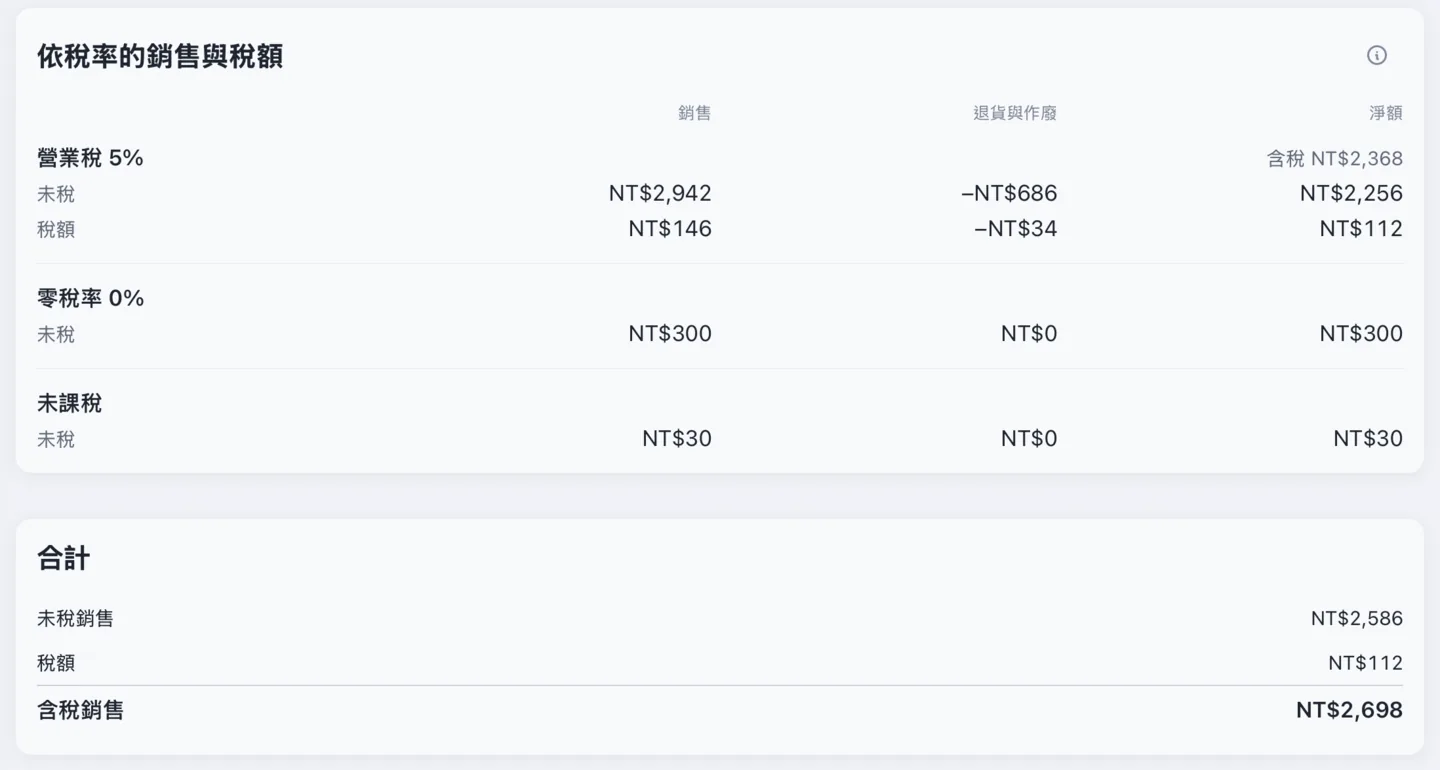 依稅率的銷售與稅額
銷售 退貨與作廢 淨額
營業稅 5% 含稅 NT$2,368
未稅 NT$2,942 –NT$686 NT$2,256
稅額 NT$146 –NT$34 NT$112
零稅率 0%
未稅 NT$300 NT$0 NT$300
未課稅
未稅 NT$30 NT$0 NT$30
合計
未稅銷售 NT$2,586
稅額 NT$112
含稅銷售 NT$2,698